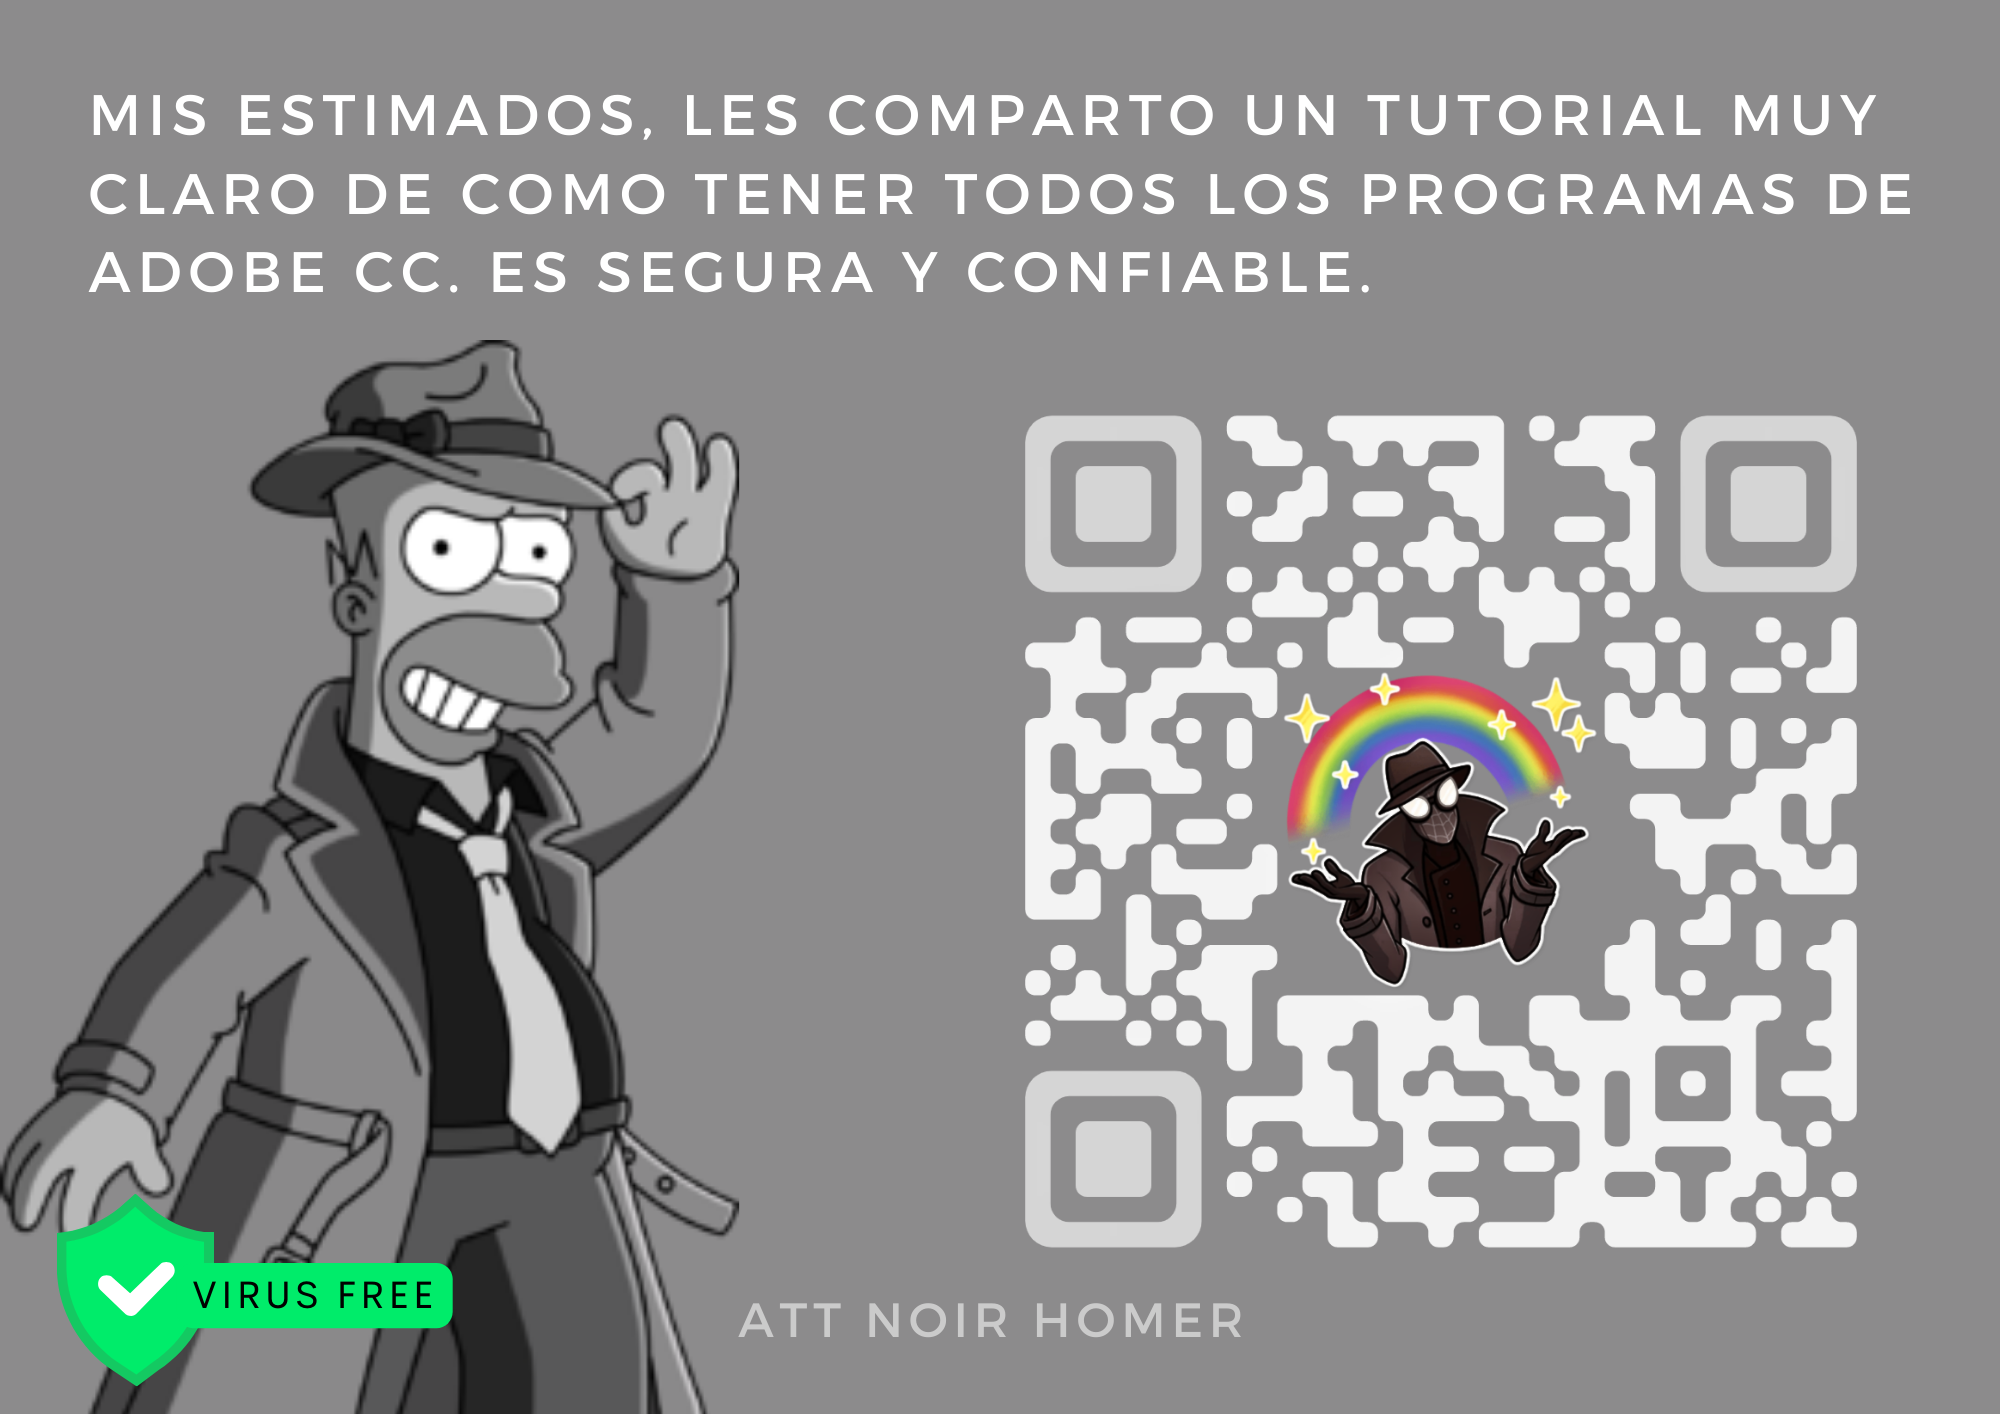 MIS ESTIMADOS, LES COMPARTO UN TUTORIAL MUY
CLARO DE COMO TENER TODOS LOS PROGRAMAS DE
ADOBE CC. ES SEGURA Y CONFIABLE.
VIRUS FREE
ATT NOIR HOMER